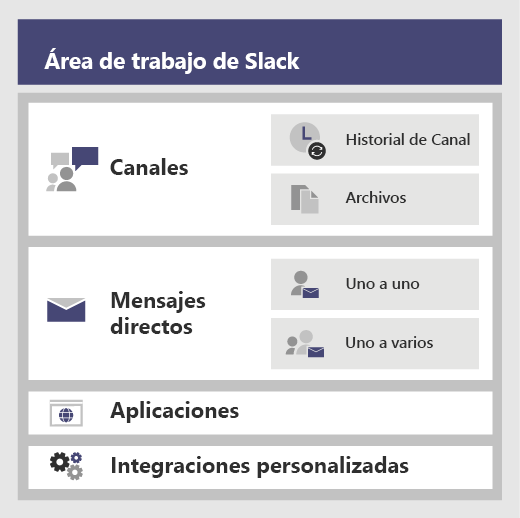 Área de trabajo de Slack
Canales
Historial de Canal
Archivos
Mensajes
directos
Uno a uno
Uno a varios
Aplicaciones
Integraciones personalizadas